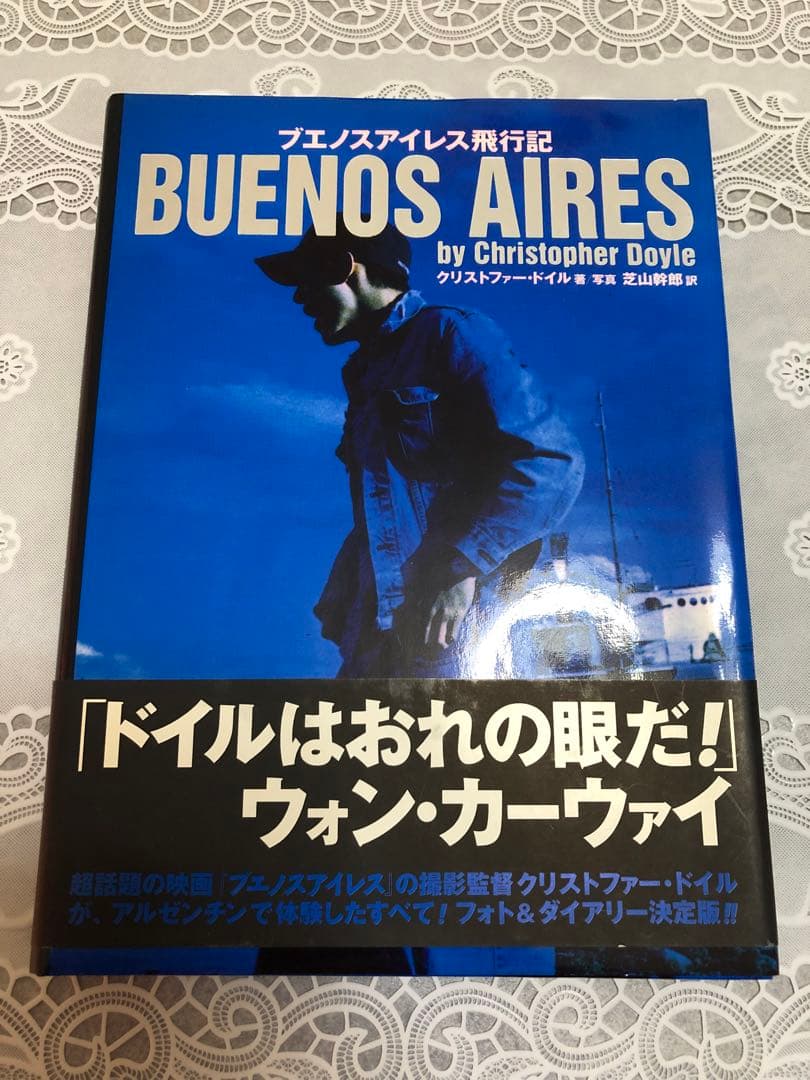 ブエノスアイレス飛行記
BUENOS AIRES
by Christopher Doyle
クリストファー・ドイル 著/写真 芝山幹郎 訳
「ドイルはおれの眼だ!」
ウォン・カーウァイ
超話題の映画『ブエノスアイレス』の撮影監督クリストファー・ドイル
が、アルゼンチンで体験したすべて! フォト&ダイアリー決定版!!